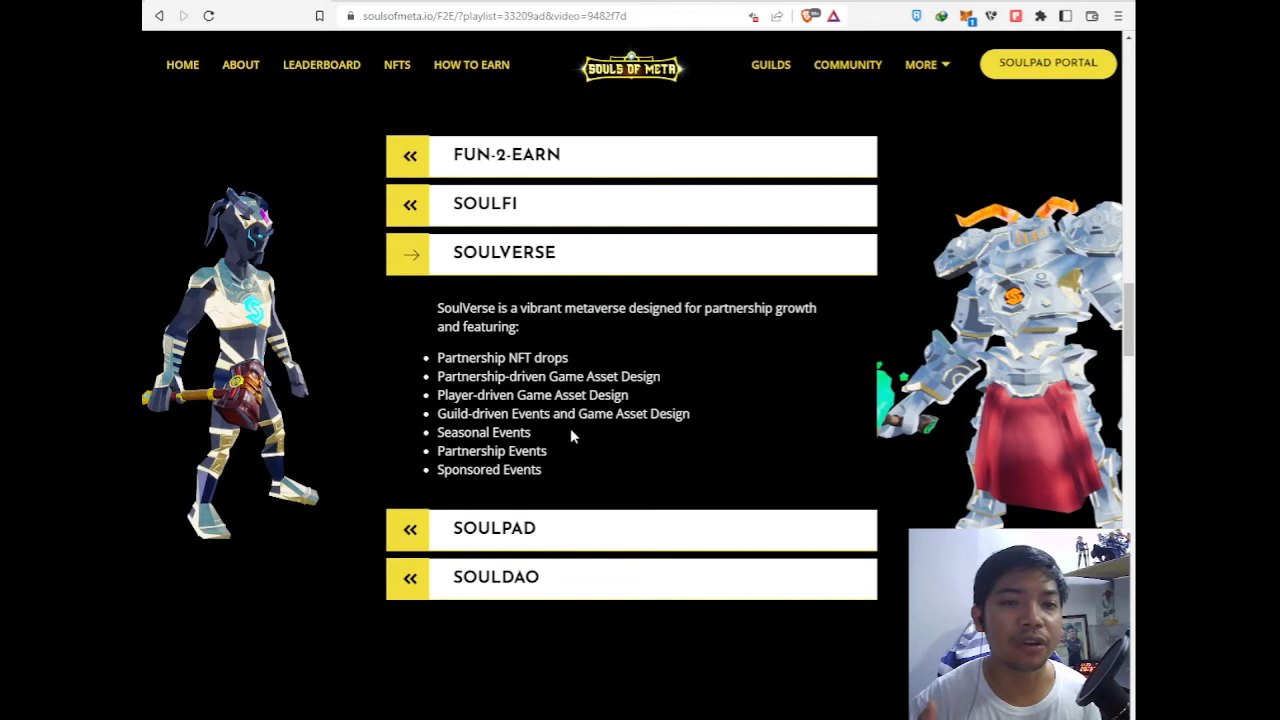 soulsofmeta.io/F2E/?playlist=33209ad&video=9482f7d
HOME ABOUT LEADERBOARD NFTS HOW TO EARN SOULS OF META GUILDS COMMUNITY MORE SOULPAD PORTAL
FUN-2-EARN
SOULFI
SOULVERSE
SoulVerse is a vibrant metaverse designed for partnership growth
and featuring:
• Partnership NFT drops
• Partnership-driven Game Asset Design
• Player-driven Game Asset Design
• Guild-driven Events and Game Asset Design
• Seasonal Events
• Partnership Events
• Sponsored Events
SOULPAD
SOULDAO